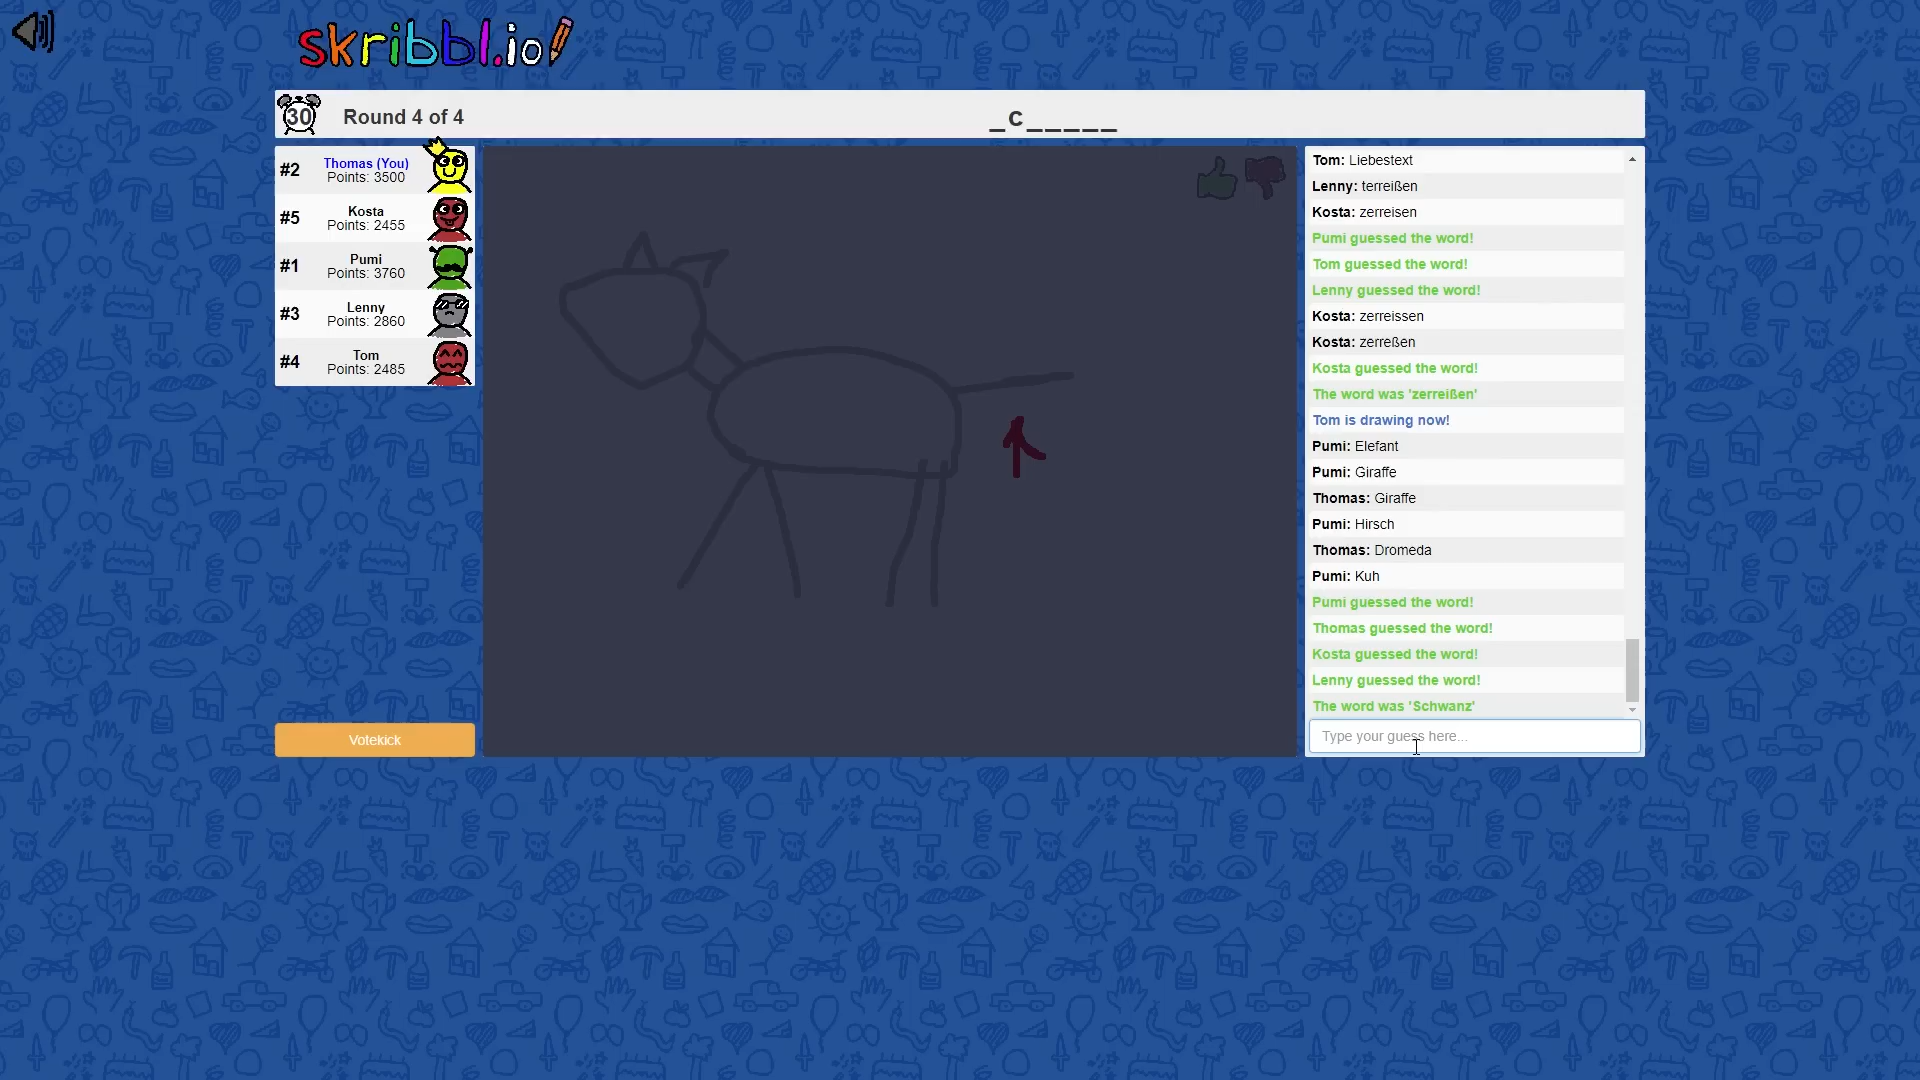 skribbl.io
30
Round 4 of 4
_c_____
#2
Thomas (You)
Points: 3500
#5
Kosta
Points: 2455
#1
Pumi
Points: 3760
#3
Lenny
Points: 2860
#4
Tom
Points: 2485
Votekick
Tom: Liebestext
Lenny: terreißen
Kosta: zerreisen
Pumi guessed the word!
Tom guessed the word!
Lenny guessed the word!
Kosta: zerreissen
Kosta: zerreßen
Kosta guessed the word!
The word was 'zerreißen'
Tom is drawing now!
Pumi: Elefant
Pumi: Giraffe
Thomas: Giraffe
Pumi: Hirsch
Thomas: Dromeda
Pumi: Kuh
Pumi guessed the word!
Thomas guessed the word!
Kosta guessed the word!
Lenny guessed the word!
The word was 'Schwanz'
Type your guess here...